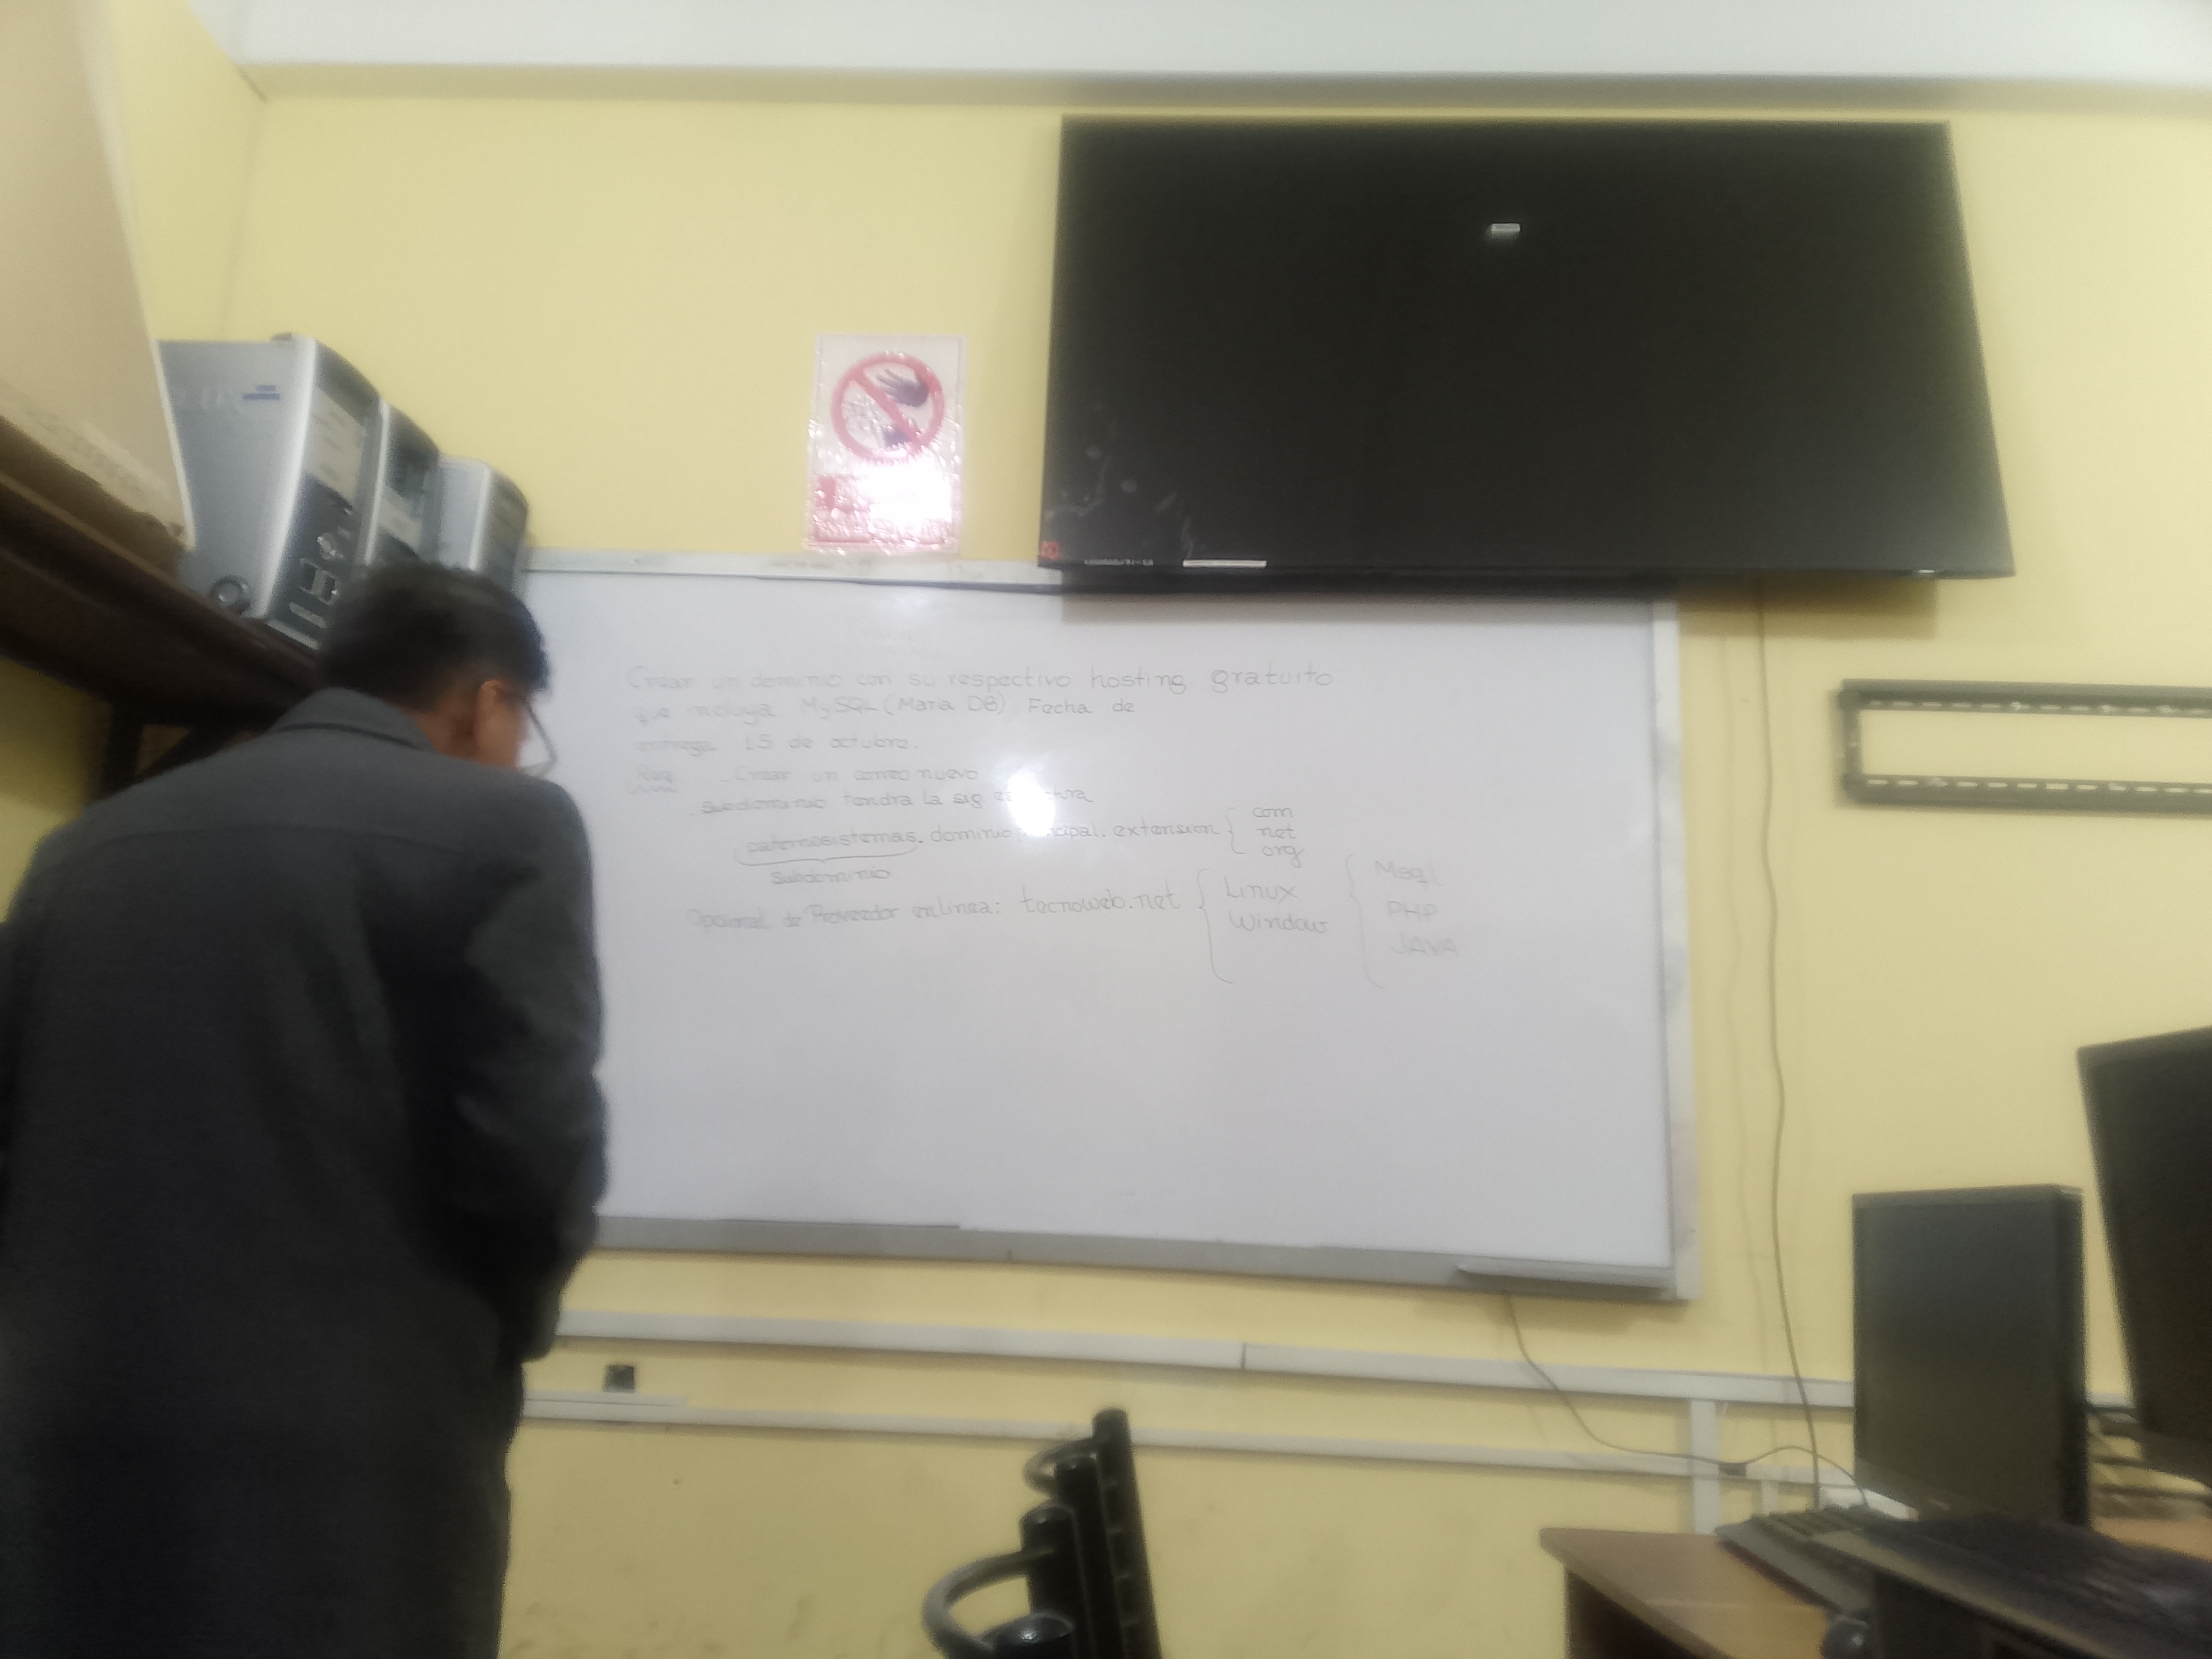 Crear un dominio con su respectivo hosting gratuito
que incluya MySQL (Maria DB) Fecha de
entrega 15 de octubre.
Req. - Crear un correo nuevo
- subdominio tendra la sig
paternosistemas. dominio extension { com
net
org
subdominio
Opcional de Proveedor en linea: tecnoweb.net { Linux { Msql
Window PHP
JAVA